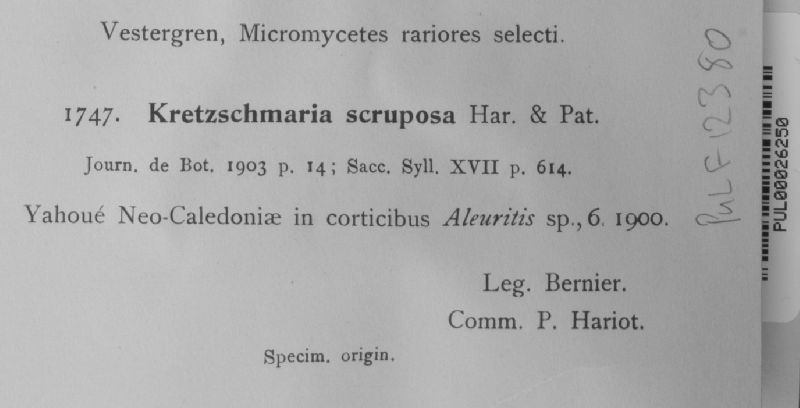 Vestergren, Micromycetes rariores selecti.
1747. Kretzschmaria scruposa Har. & Pat.
Journ. de Bot. 1903 p. 14; Sacc. Syll. XVII p. 614.
Yahoué Neo-Caledoniæ in corticibus Aleuritis sp., 6. 1900.
Leg. Bernier.
Comm. P. Hariot.
Specim. origin.
PUL F 12380
PUL00026250